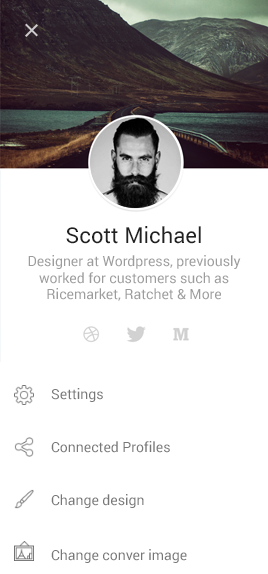 Scott Michael
Designer at Wordpress, previously
worked for customers such as
Ricemarket, Ratchet & More
M
Settings
Connected Profiles
Change design
Change conver image